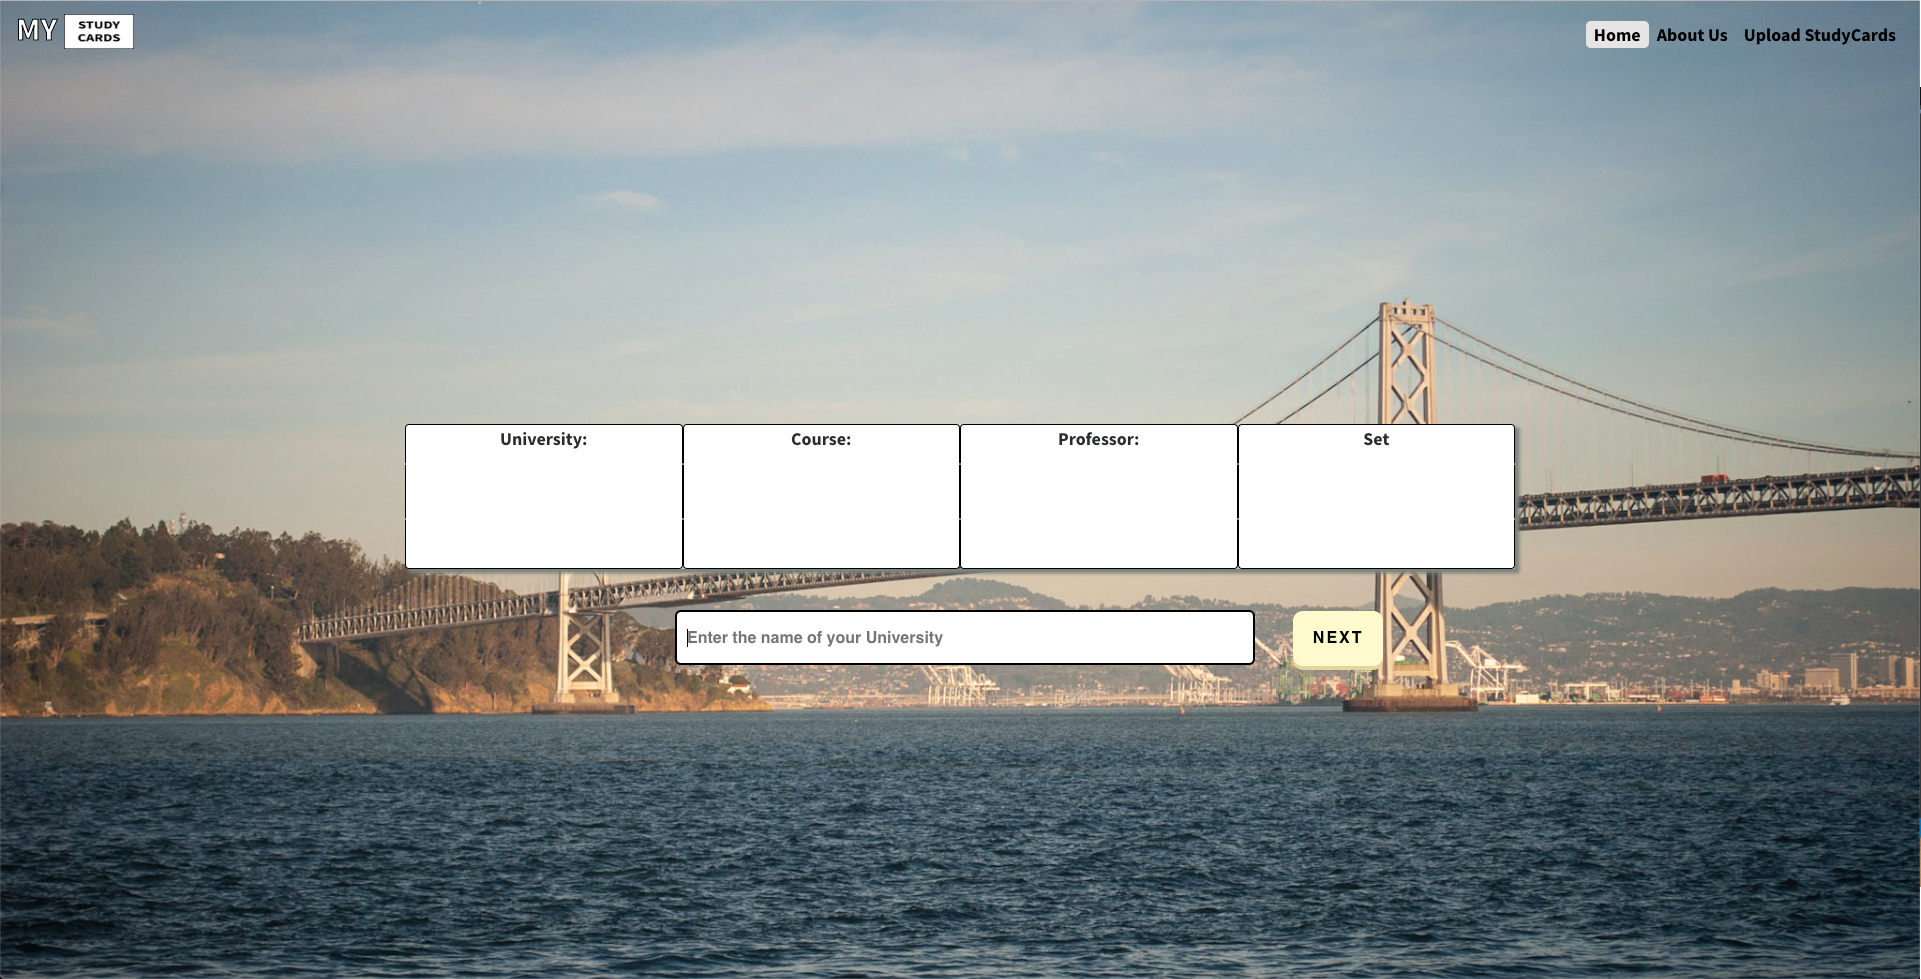 MY STUDY CARDS
Home About Us Upload StudyCards
University: Course: Professor: Set
Enter the name of your University
NEXT